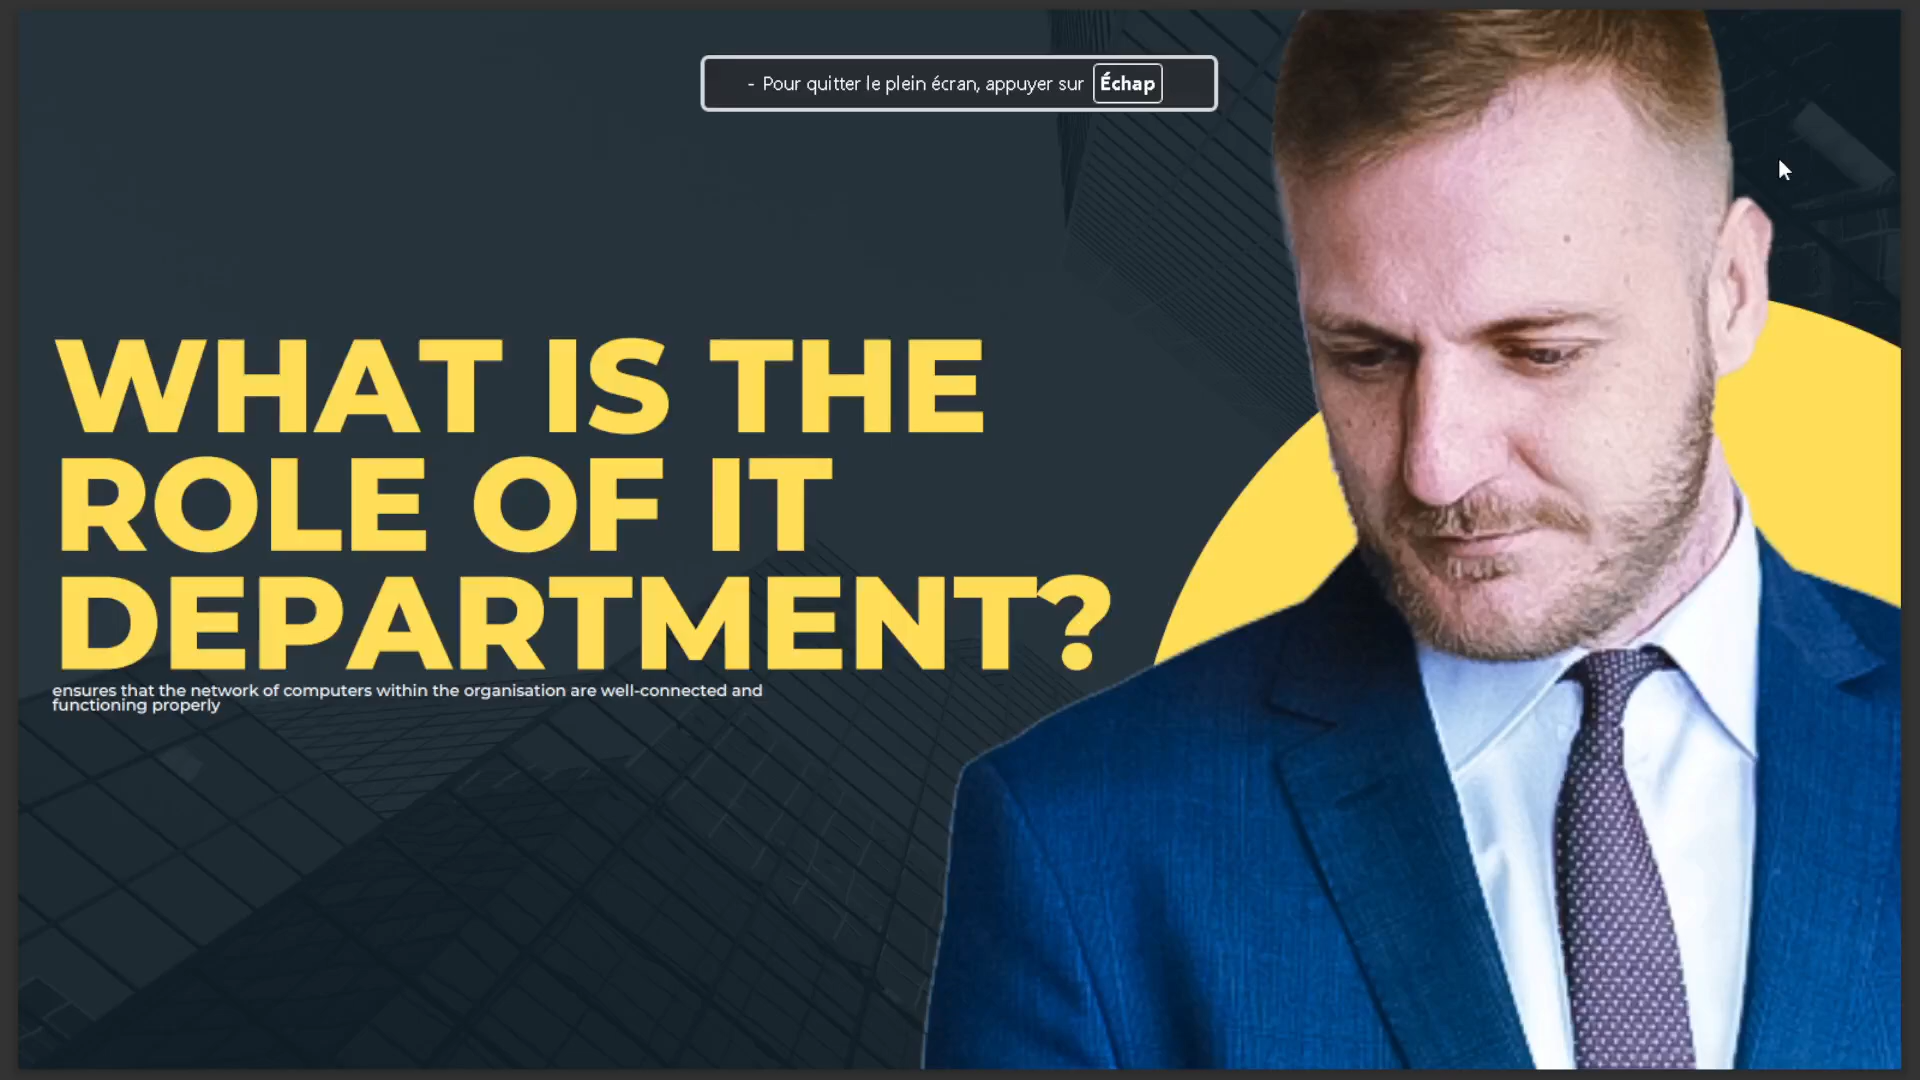 - Pour quitter le plein écran, appuyer sur Échap
WHAT IS THE
ROLE OF IT
DEPARTMENT?
ensures that the network of computers within the organisation are well-connected and
functioning properly